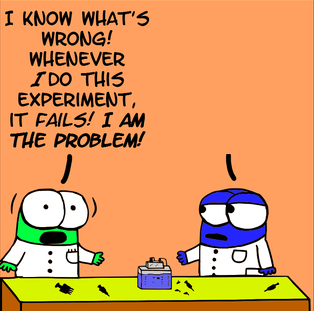 I KNOW WHAT'S
WRONG!
WHENEVER
I DO THIS
EXPERIMENT,
IT FAILS! I AM
THE PROBLEM!